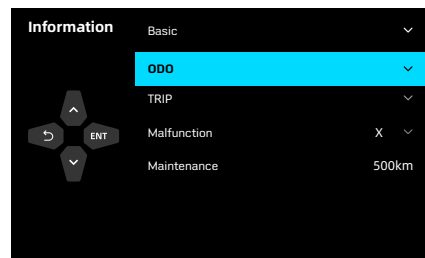 Information
Basic
ODO
TRIP
ENT
Malfunction X
Maintenance 500km